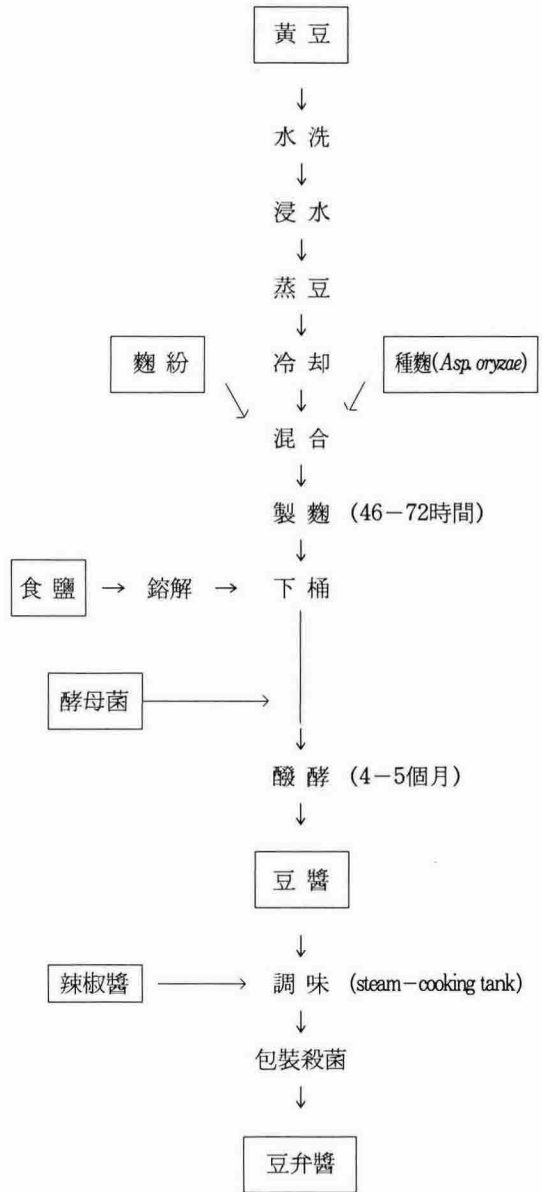 黃豆
水洗
浸水
蒸豆
麴紛 冷却 種麴(Asp. oryzae)
混合
製麴 (46-72時間)
食鹽 → 鎔解 → 下桶
酵母菌
醱酵 (4-5個月)
豆醬
辣椒醬 調味 (steam-cooking tank)
包裝殺菌
豆弁醬